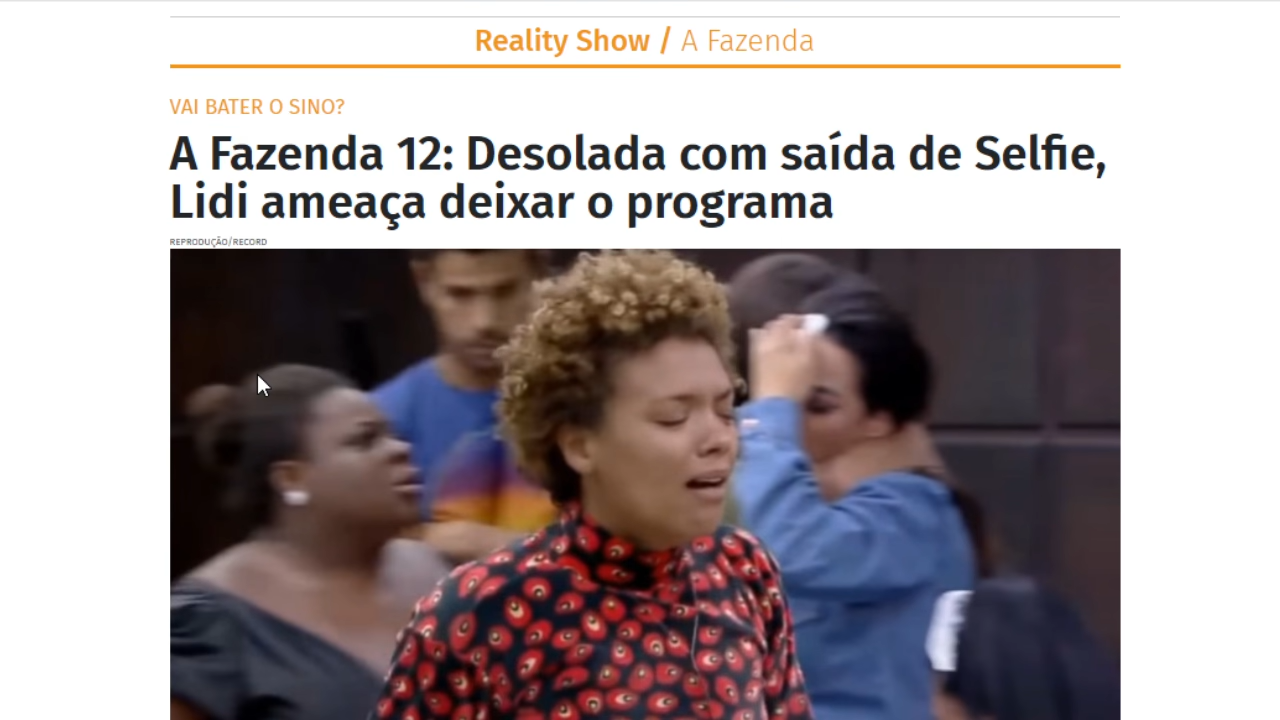 Reality Show / A Fazenda
VAI BATER O SINO?
A Fazenda 12: Desolada com saída de Selfie,
Lidi ameaça deixar o programa
REPRODUÇÃO/RECORD